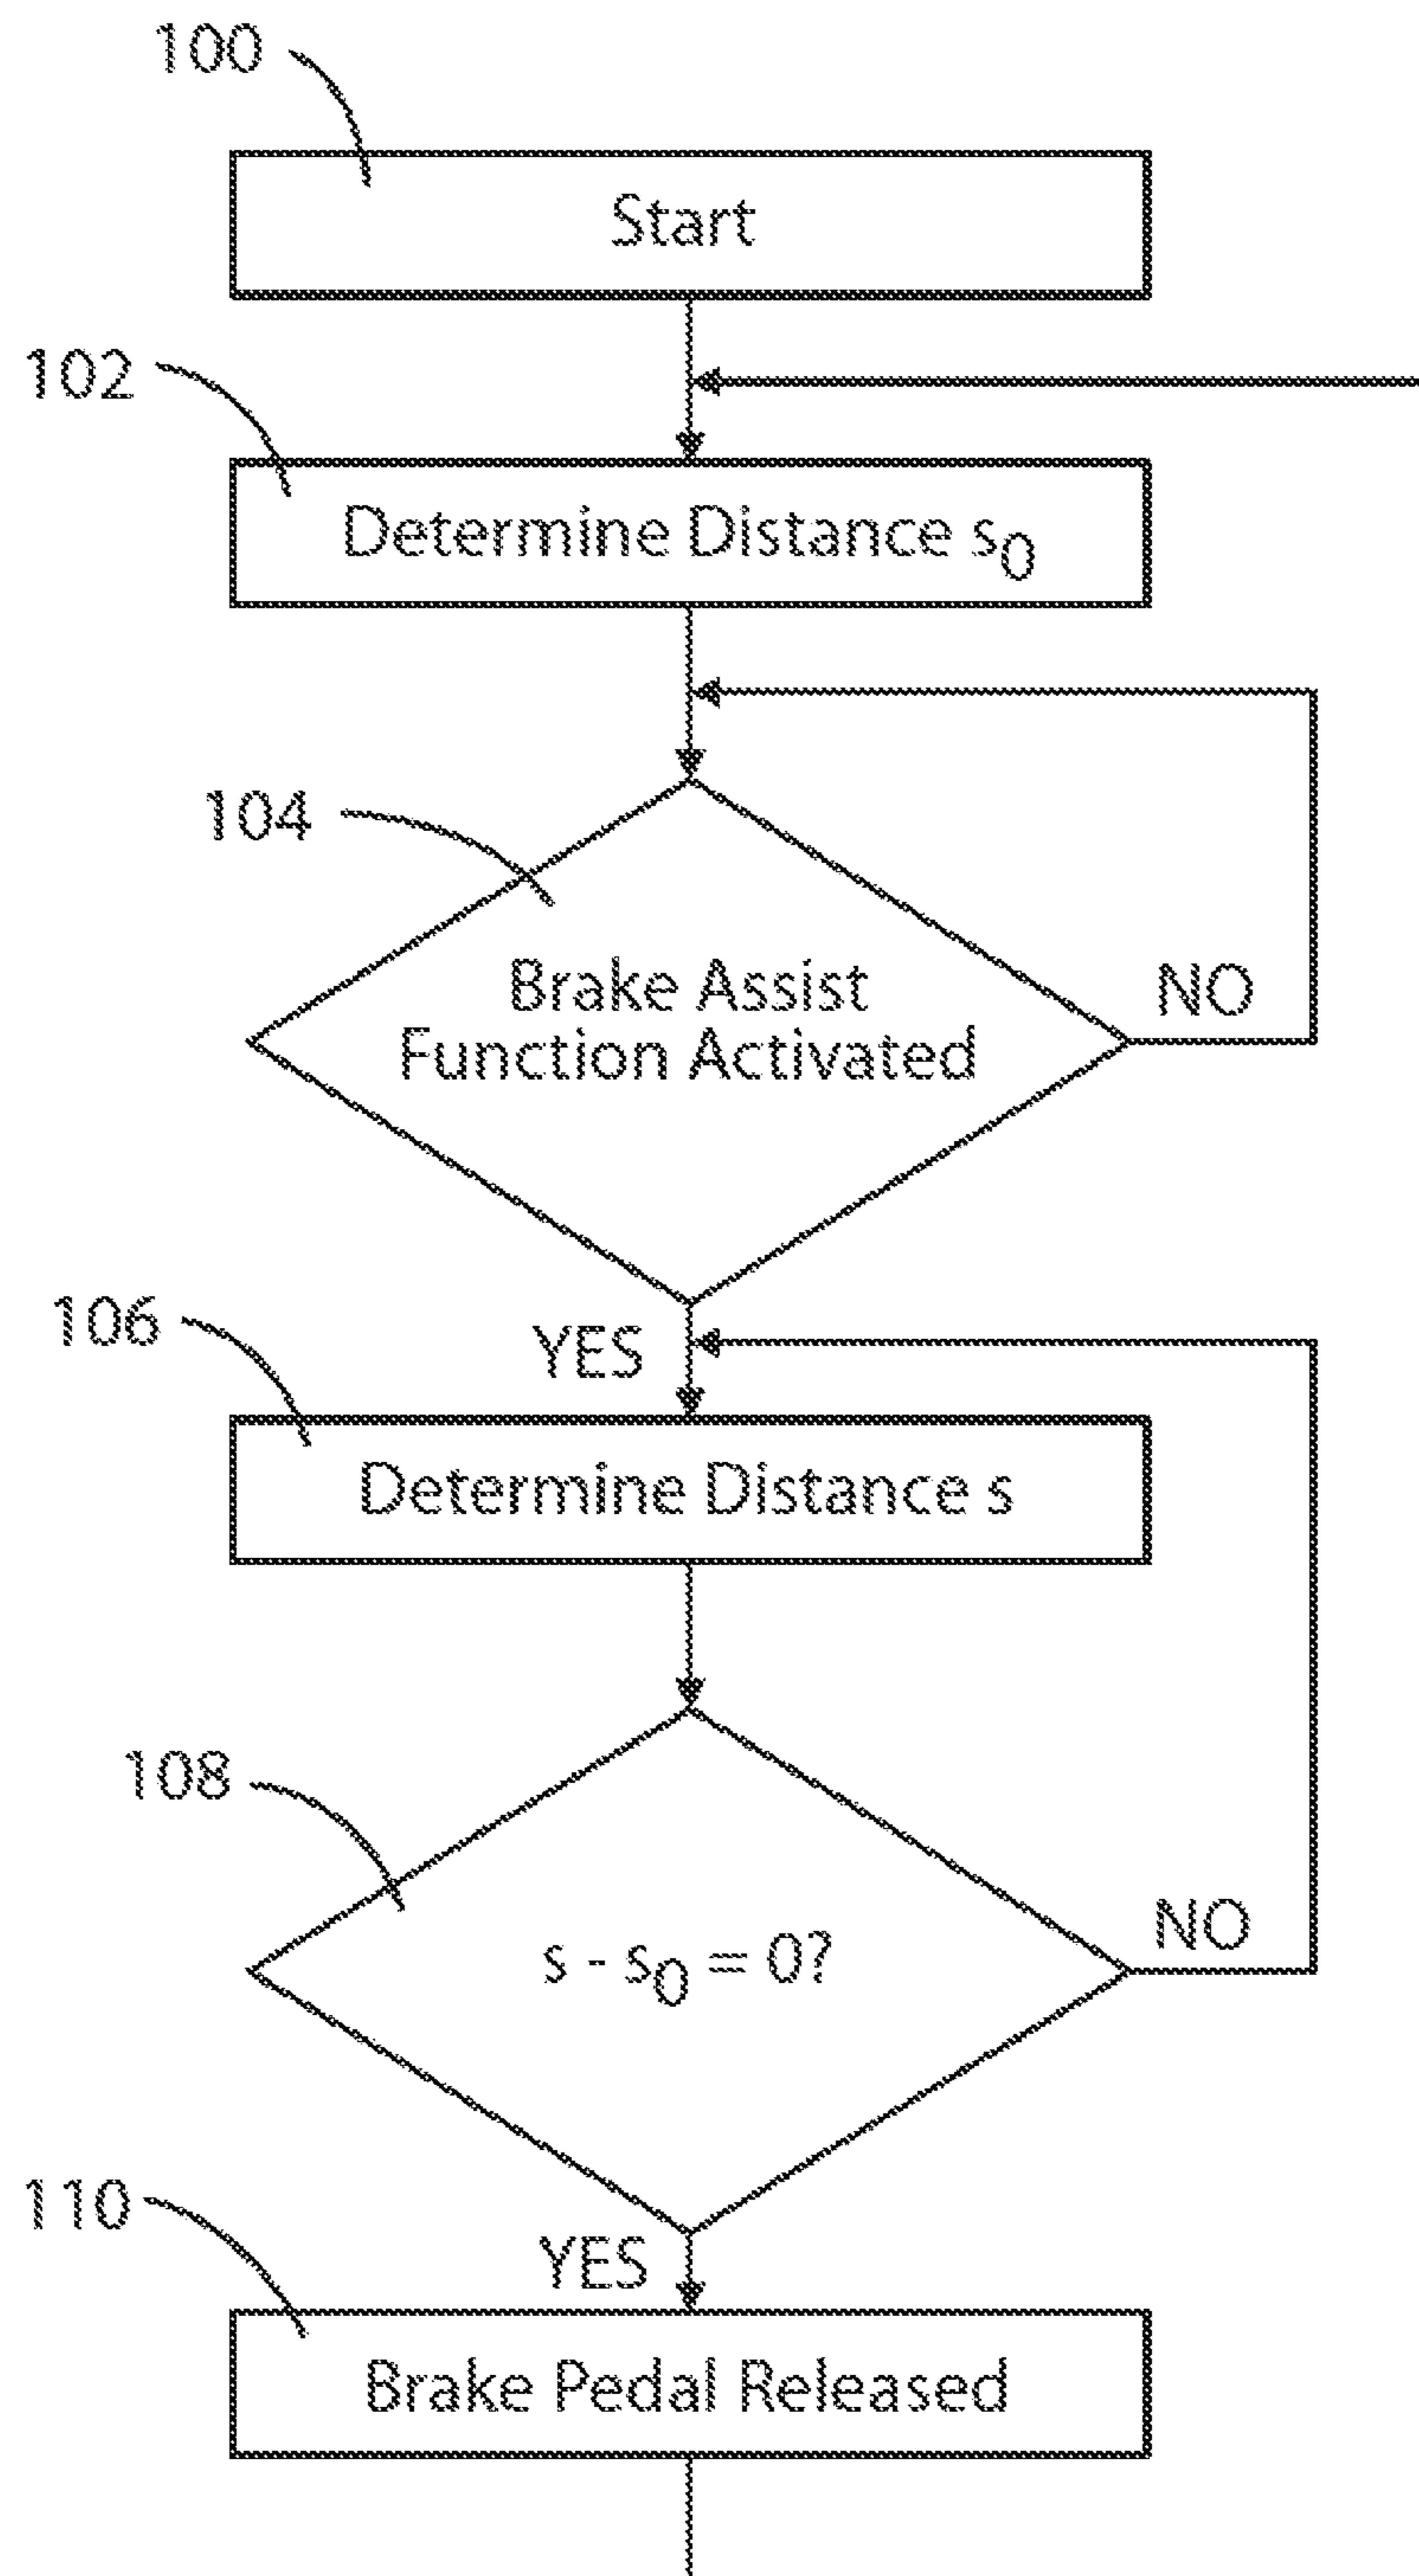 100
Start
102
Determine Distance s₀
104
Brake Assist
Function Activated
NO
YES
106
Determine Distance s
108
s - s₀ = 0?
NO
YES
110
Brake Pedal Released